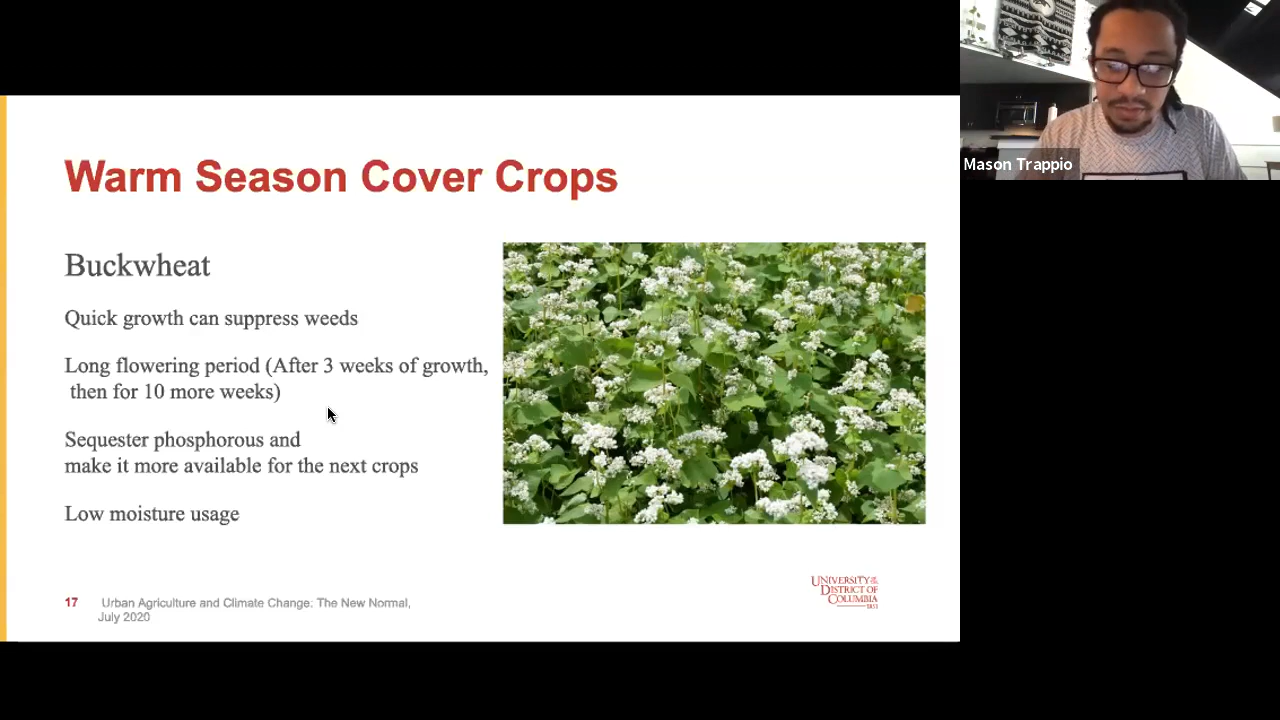 Warm Season Cover Crops
Buckwheat
Quick growth can suppress weeds
Long flowering period (After 3 weeks of growth,
then for 10 more weeks)
Sequester phosphorous and
make it more available for the next crops
Low moisture usage
17 Urban Agriculture and Climate Change: The New Normal,
July 2020
UNIVERSITY OF THE
DISTRICT OF
COLUMBIA
1851
Mason Trappio